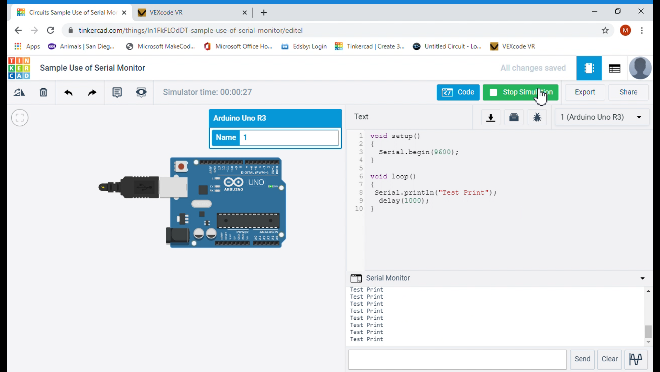 Circuits Sample Use of Serial Mo
VEXcode VR
tinkercad.com/things/
-sample-use-of-serial-monitor/editel
Apps
Animals | San Dieg...
Microsoft MakeCod...
Microsoft Office Ho...
Edsby: Login
Tinkercad | Create 3...
Untitled Circuit - Lo...
VEXcode VR
TINKERCAD
Sample Use of Serial Monitor
All changes saved
Simulator time: 00:00:27
Code
Stop Simulation
Export
Share
Arduino Uno R3
Name 1
UNO
ARDUINO
Text
1 (Arduino Uno R3)
1 void setup()
2 {
3 Serial.begin(9600);
4 }
5
6 void loop()
7 {
8 Serial.println("Test Print");
9 delay(1000);
10 }
Serial Monitor
Test Print
Test Print
Test Print
Test Print
Test Print
Test Print
Test Print
Test Print
Send
Clear